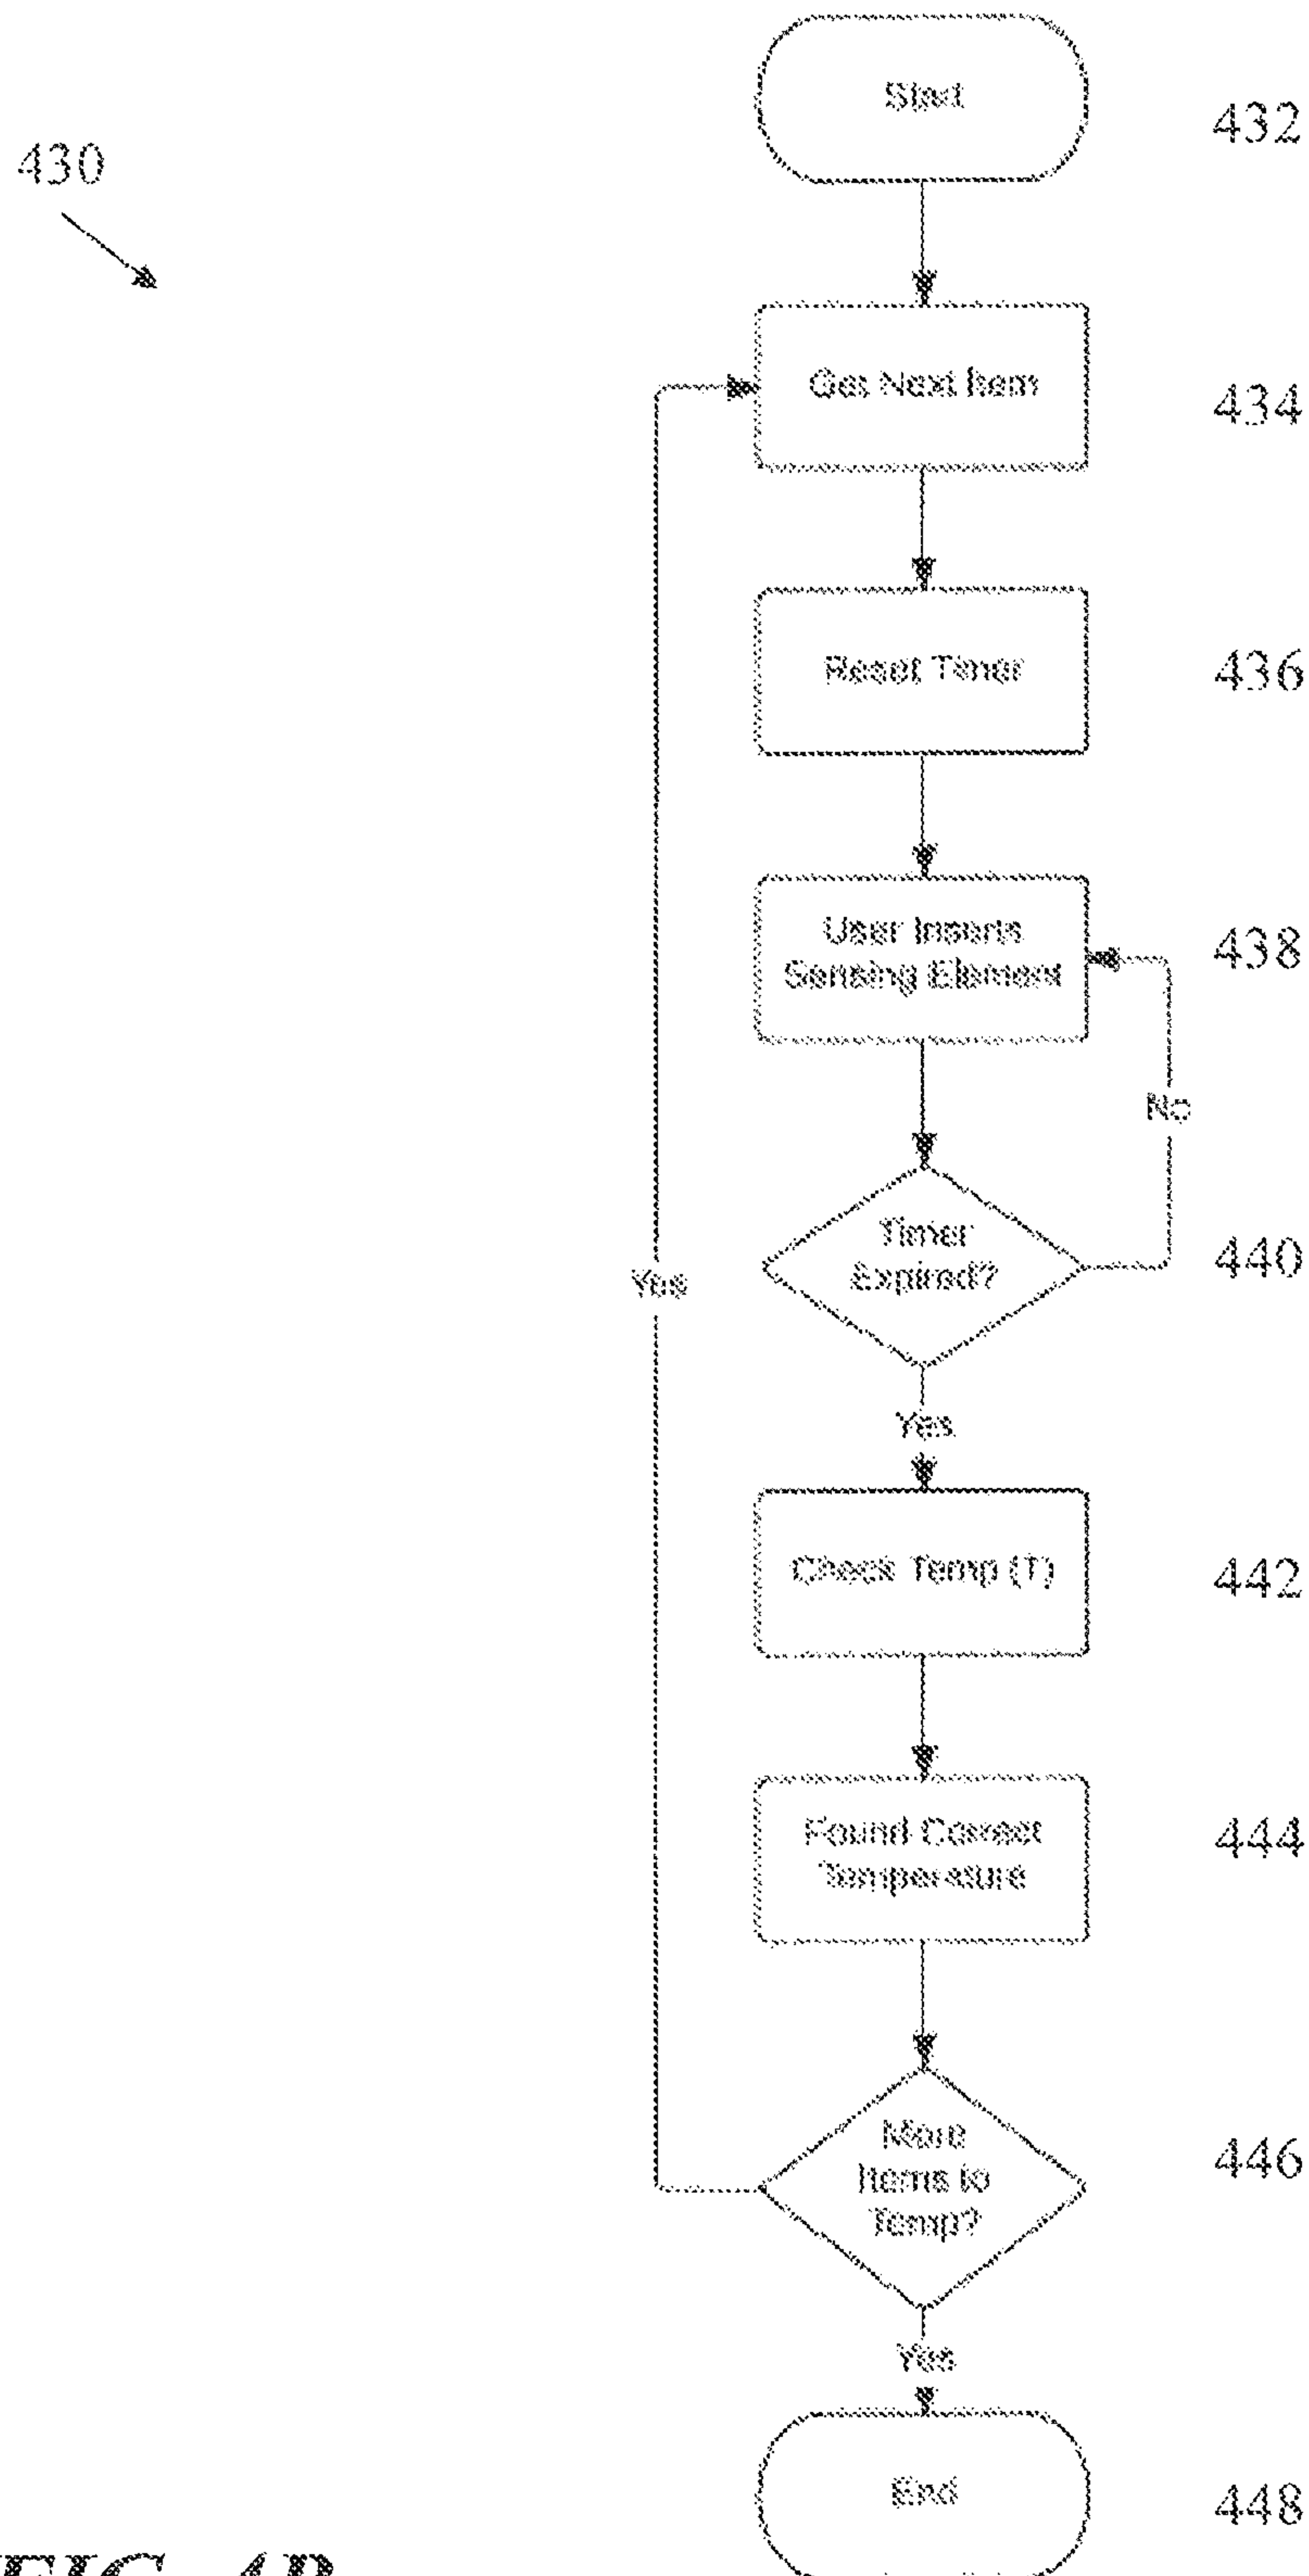 Start
432
430
Get Next Item
434
Reset Timer
436
User Inserts
Sensing Element
438
No
Timer
Expired?
440
Yes
Yes
Check Temp (T)
442
Found Correct
Temperature
444
More
Items to
Temp?
446
Yes
End
448
FIG. 4B